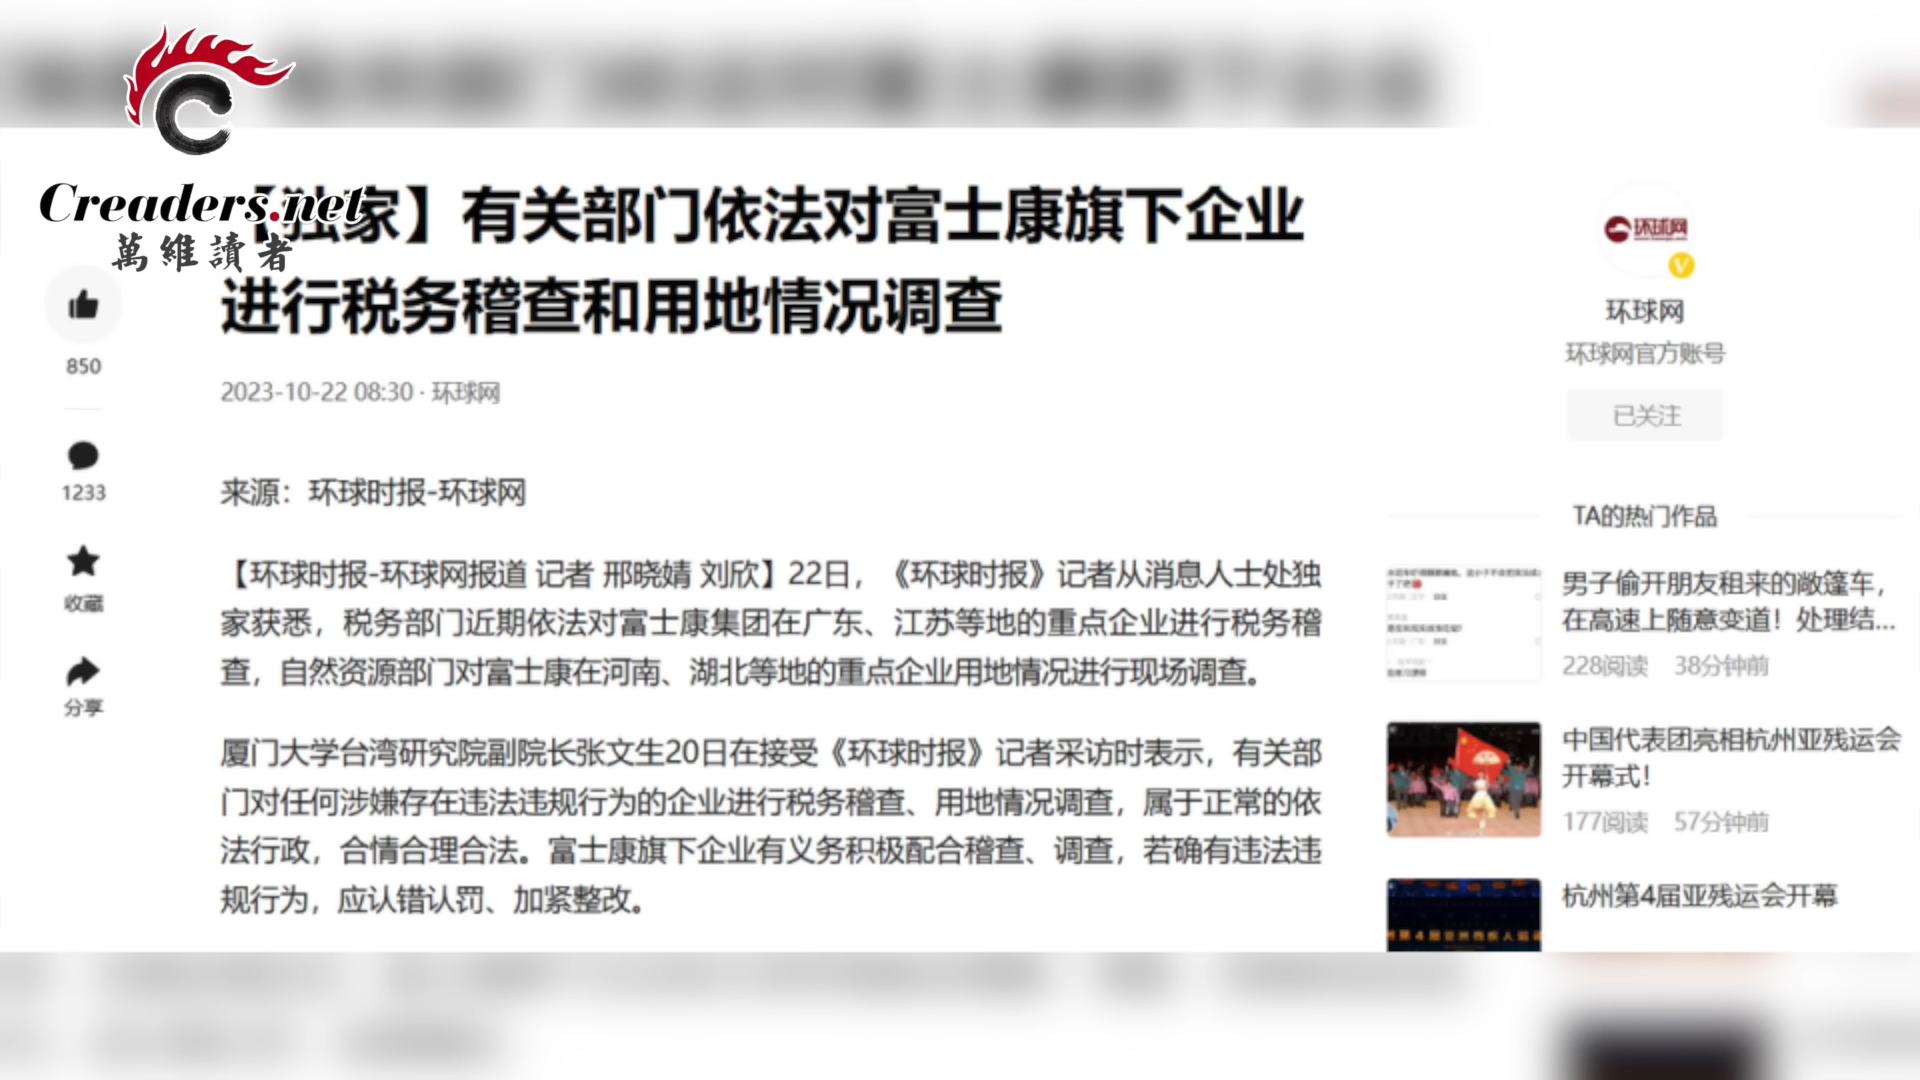 Creaders.net
萬維讀者
【独家】有关部门依法对富士康旗下企业
进行税务稽查和用地情况调查
2023-10-22 08:30 · 环球网
来源：环球时报-环球网
【环球时报-环球网报道 记者 邢晓婧 刘欣】22日，《环球时报》记者从消息人士处独
家获悉，税务部门近期依法对富士康集团在广东、江苏等地的重点企业进行税务稽
查，自然资源部门对富士康在河南、湖北等地的重点企业用地情况进行现场调查。
厦门大学台湾研究院副院长张文生20日在接受《环球时报》记者采访时表示，有关部
门对任何涉嫌存在违法违规行为的企业进行税务稽查、用地情况调查，属于正常的依
法行政，合情合理合法。富士康旗下企业有义务积极配合稽查、调查，若确有违法违
规行为，应认错认罚、加紧整改。
850
1233
收藏
分享
环球网
V
环球网
环球网官方账号
已关注
TA的热门作品
男子偷开朋友租来的敞篷车，
在高速上随意变道！处理结...
228阅读 38分钟前
中国代表团亮相杭州亚残运会
开幕式！
177阅读 57分钟前
杭州第4届亚残运会开幕